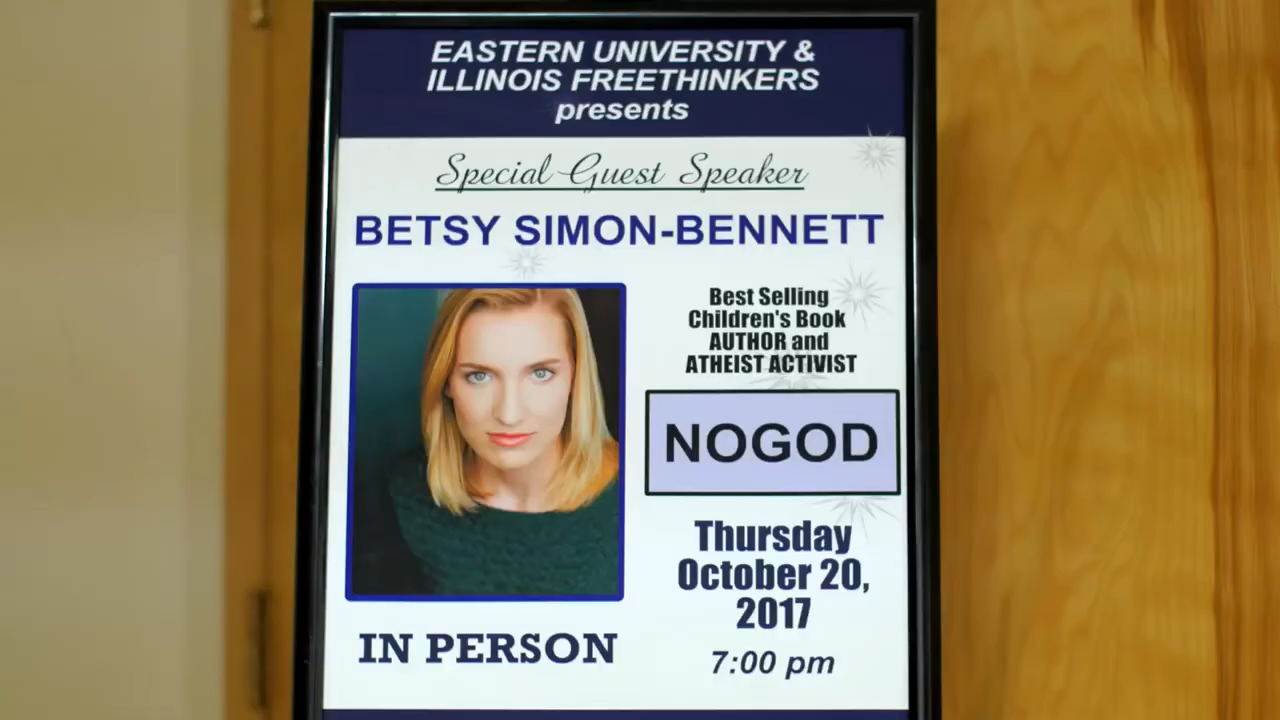 EASTERN UNIVERSITY &
ILLINOIS FREETHINKERS
presents
Special Guest Speaker
BETSY SIMON-BENNETT
Best Selling
Children's Book
AUTHOR and
ATHEIST ACTIVIST
NOGOD
Thursday
October 20,
2017
7:00 pm
IN PERSON